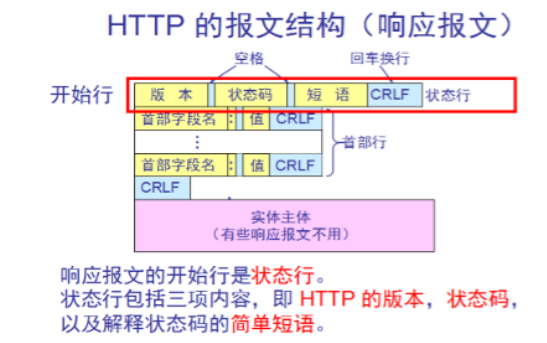 HTTP 的报文结构（响应报文）
空格 回车换行
开始行 版 本 状态码 短 语 CRLF 状态行
首部字段名 : 值 CRLF
⋮ 首部行
首部字段名 : 值 CRLF
CRLF
实体主体
（有些响应报文不用）
响应报文的开始行是状态行。
状态行包括三项内容，即 HTTP 的版本，状态码，
以及解释状态码的简单短语。